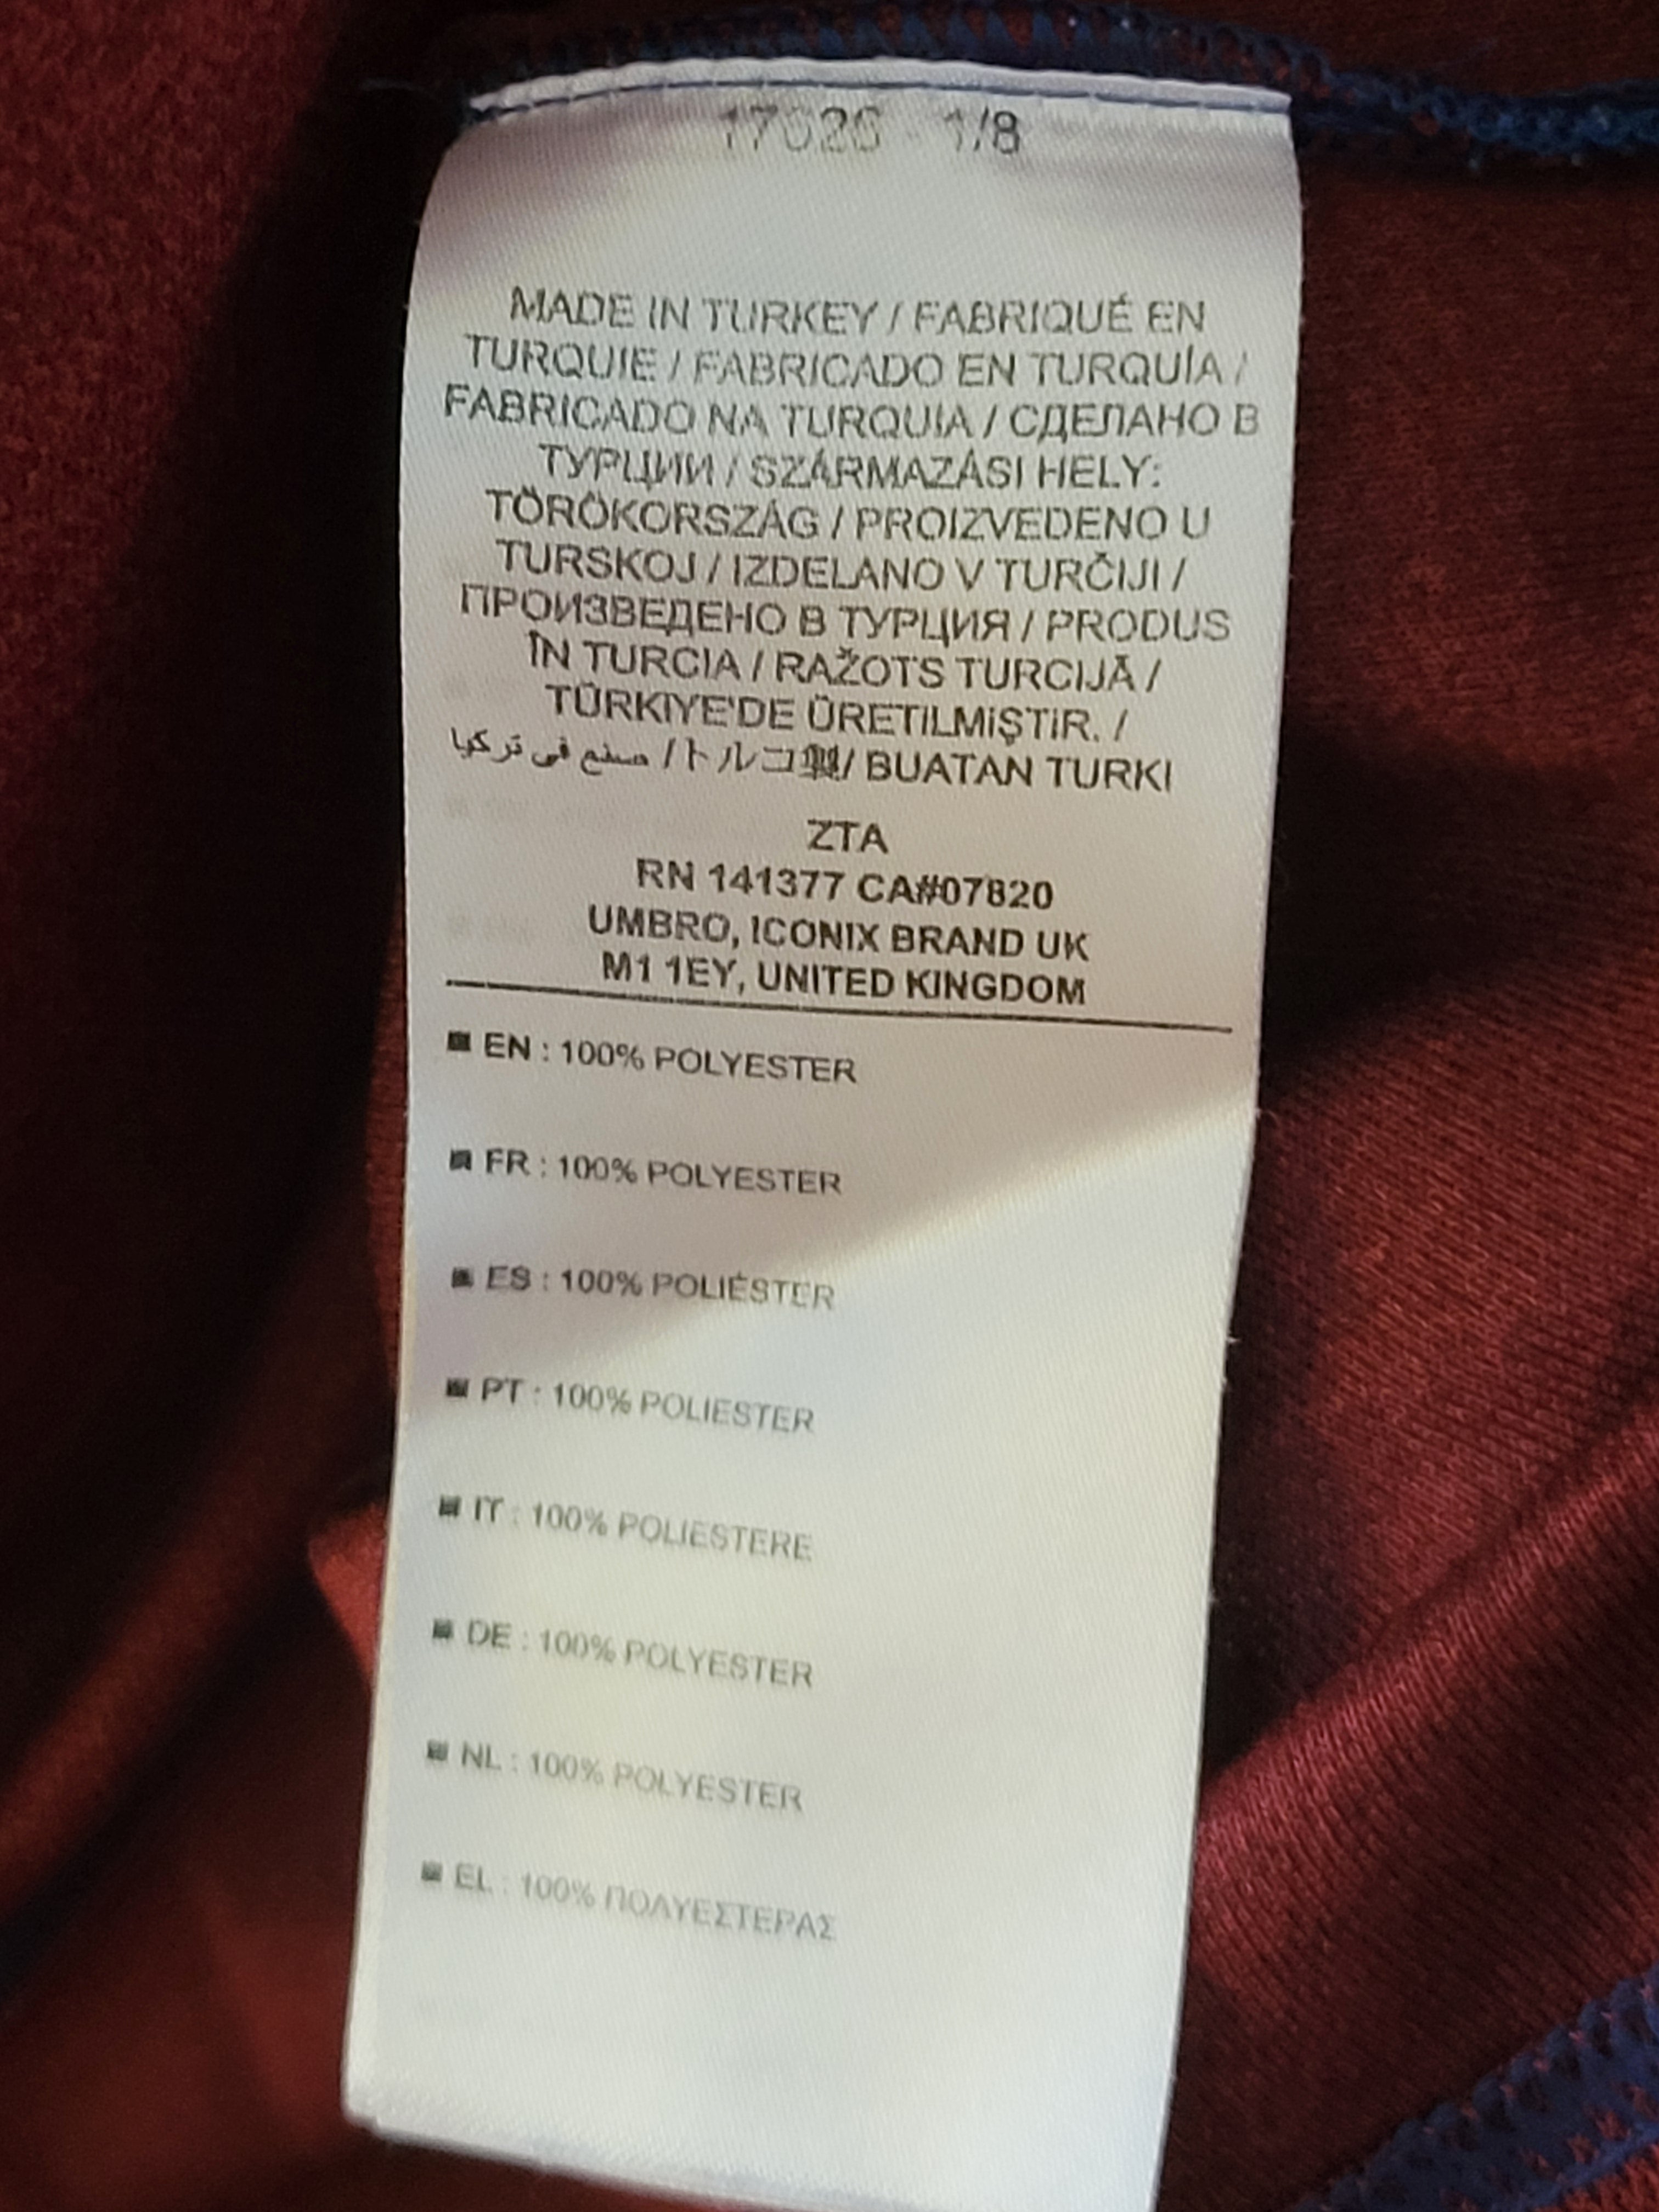 17026 1/8
MADE IN TURKEY / FABRIQUÉ EN
TURQUIE / FABRICADO EN TURQUÍA /
FABRICADO NA TURQUIA / СДЕЛАНО В
ТУРЦИИ / SZÁRMAZÁSI HELY:
TÖRÖKORSZÁG / PROIZVEDENO U
TURSKOJ / IZDELANO V TURČIJI /
ПРОИЗВЕДЕНО В ТУРЦИЯ / PRODUS
ÎN TURCIA / RAŽOTS TURCIJĀ /
TÜRKIYE'DE ÜRETILMİŞTİR. /
صنع في تركيا / トルコ製/ BUATAN TURKI
ZTA
RN 141377 CA#07820
UMBRO, ICONIX BRAND UK
M1 1EY, UNITED KINGDOM
■ EN : 100% POLYESTER
■ FR : 100% POLYESTER
■ ES : 100% POLIÉSTER
■ PT : 100% POLIESTER
■ IT : 100% POLIESTERE
■ DE : 100% POLYESTER
■ NL : 100% POLYESTER
■ EL : 100% ΠΟΛΥΕΣΤΕΡΑΣ